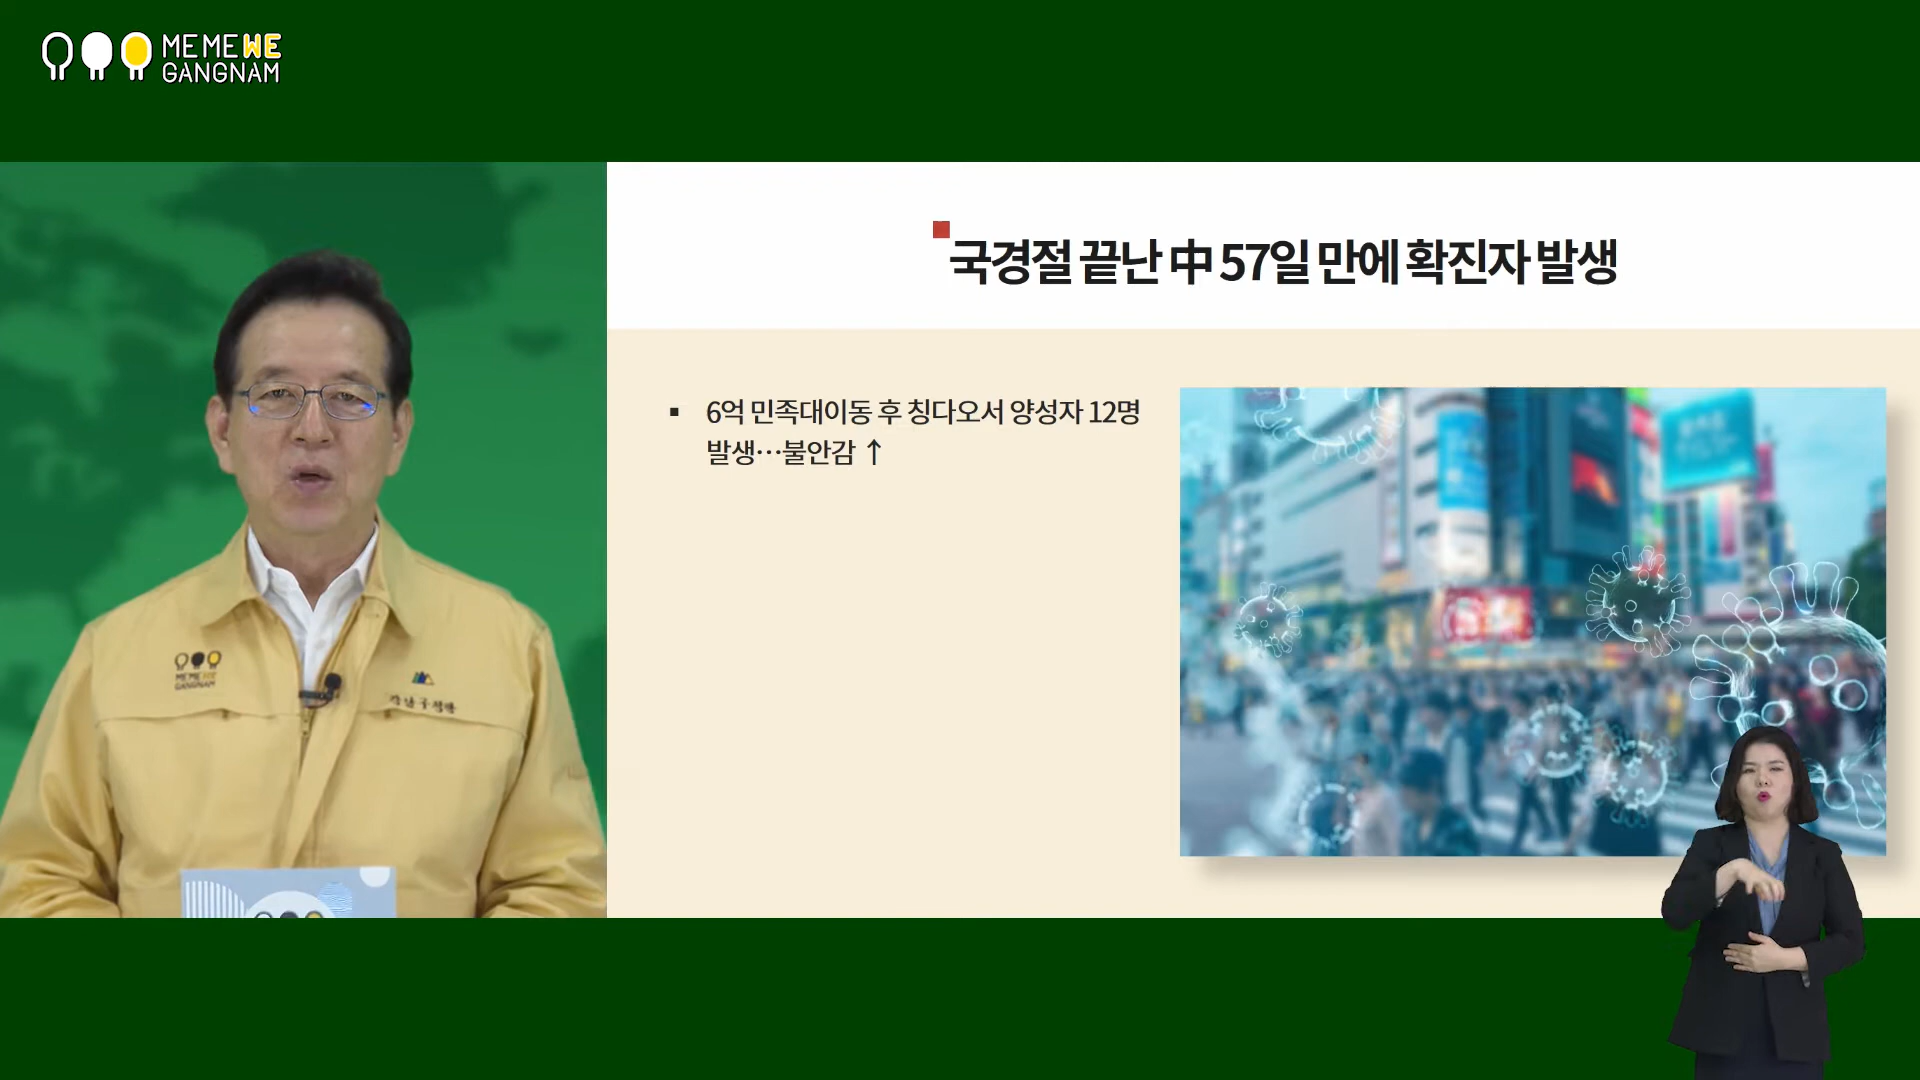 MEMEWE
GANGNAM
국경절 끝난 中 57일 만에 확진자 발생
6억 민족대이동 후 칭다오서 양성자 12명
발생…불안감 ↑
MEMEWE
GANGNAM